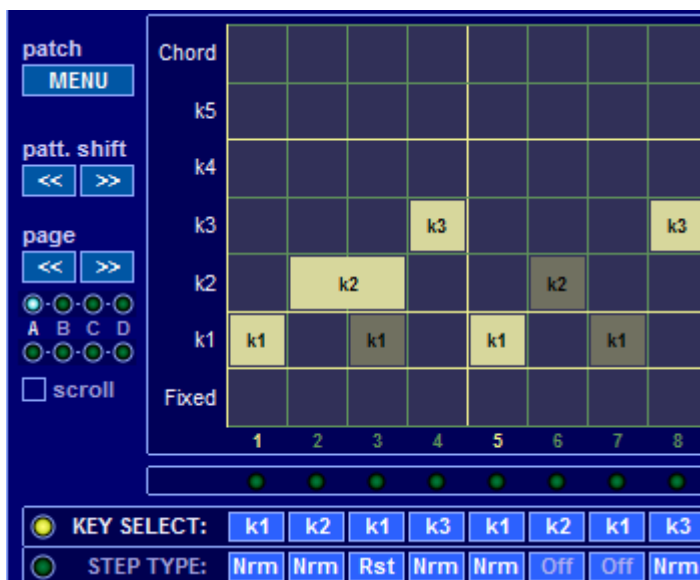 patch
MENU
patt. shift
<< >>
page
<< >>
A B C D
scroll
Chord
k5
k4
k3 k3 k3
k2 k2 k2
k1 k1 k1 k1 k1
Fixed
1 2 3 4 5 6 7 8
KEY SELECT: k1 k2 k1 k3 k1 k2 k1 k3
STEP TYPE: Nrm Nrm Rst Nrm Nrm Off Off Nrm